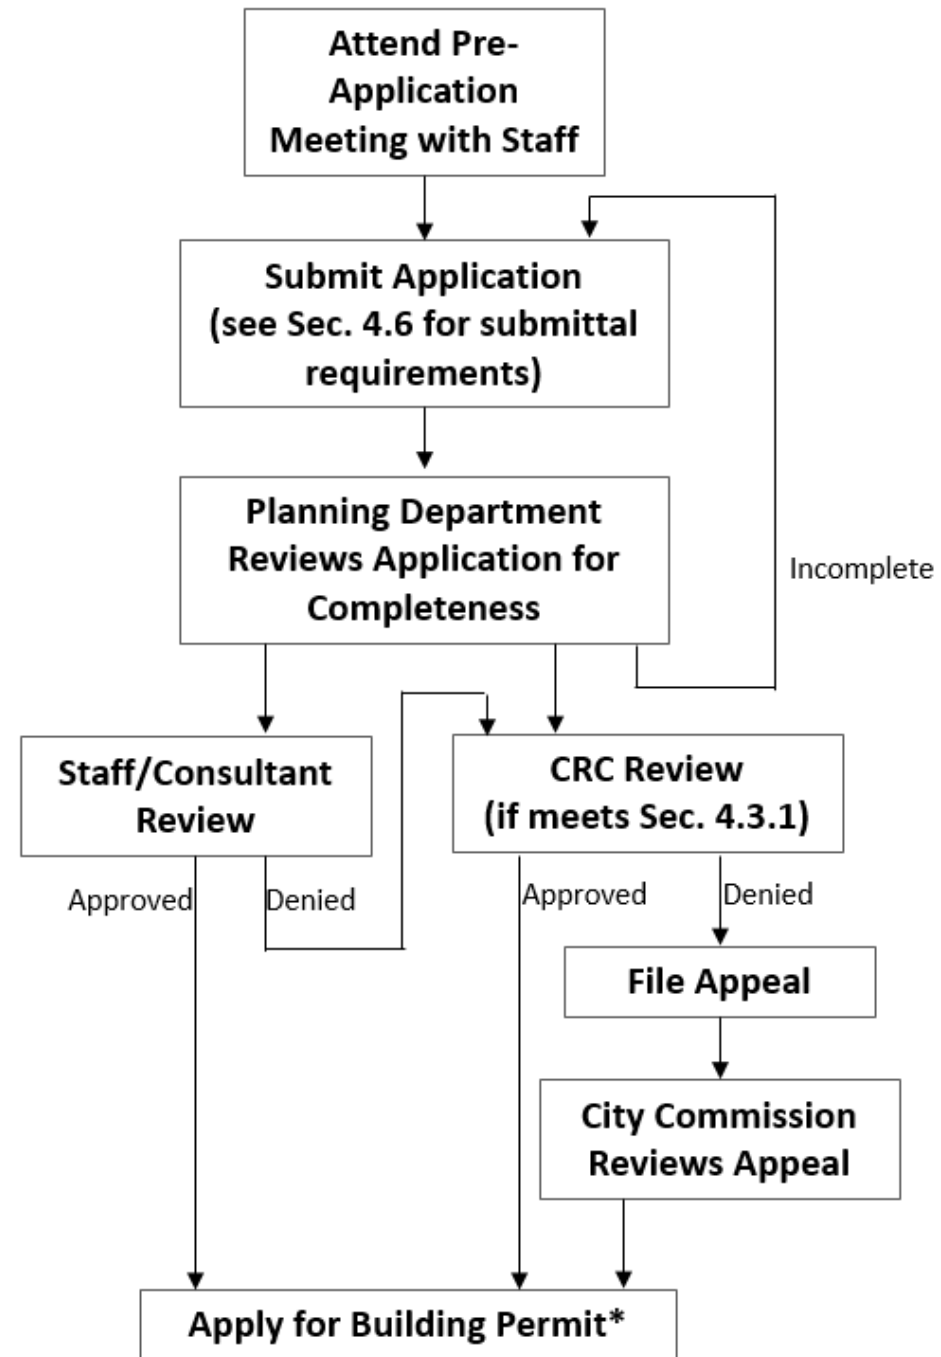 Attend Pre-
Application
Meeting with Staff
Submit Application
(see Sec. 4.6 for submittal
requirements)
Planning Department
Reviews Application for
Completeness
Incomplete
Staff/Consultant
Review
CRC Review
(if meets Sec. 4.3.1)
Approved
Denied
Approved
Denied
File Appeal
City Commission
Reviews Appeal
Apply for Building Permit*